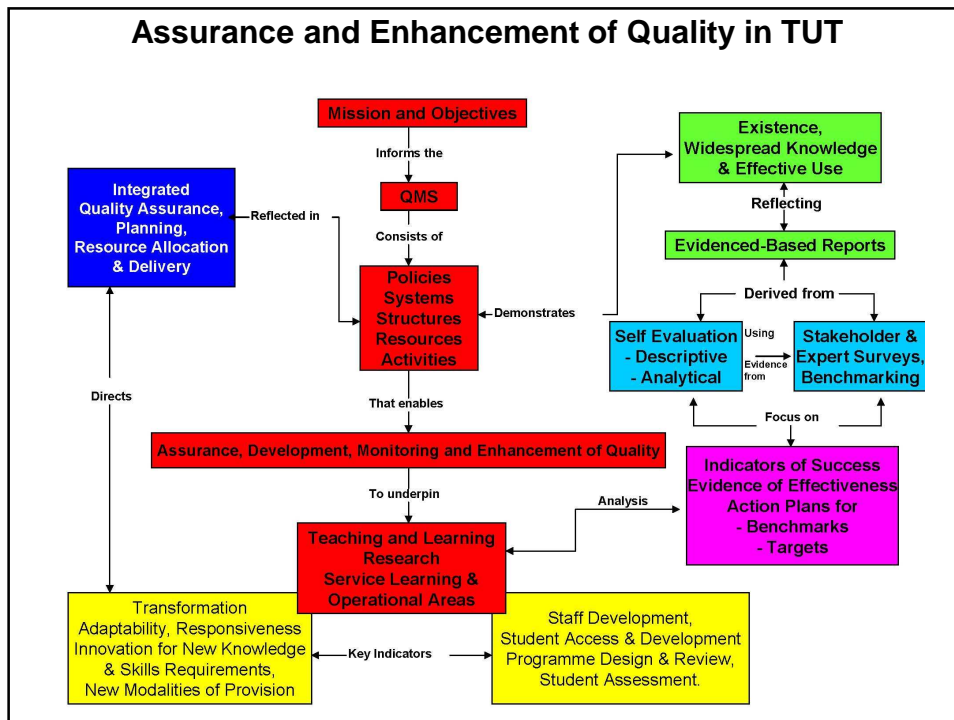 Assurance and Enhancement of Quality in TUT
Mission and Objectives
Informs the
QMS
Consists of
Policies
Systems
Structures
Resources
Activities
That enables
Assurance, Development, Monitoring and Enhancement of Quality
To underpin
Teaching and Learning
Research
Service Learning &
Operational Areas
Integrated
Quality Assurance,
Planning,
Resource Allocation
& Delivery
Reflected in
Directs
Transformation
Adaptability, Responsiveness
Innovation for New Knowledge
& Skills Requirements,
New Modalities of Provision
Key Indicators
Staff Development,
Student Access & Development
Programme Design & Review,
Student Assessment.
Demonstrates
Existence,
Widespread Knowledge
& Effective Use
Reflecting
Evidenced-Based Reports
Derived from
Self Evaluation
- Descriptive
- Analytical
Using
Evidence
from
Stakeholder &
Expert Surveys,
Benchmarking
Focus on
Indicators of Success
Evidence of Effectiveness
Action Plans for
- Benchmarks
- Targets
Analysis